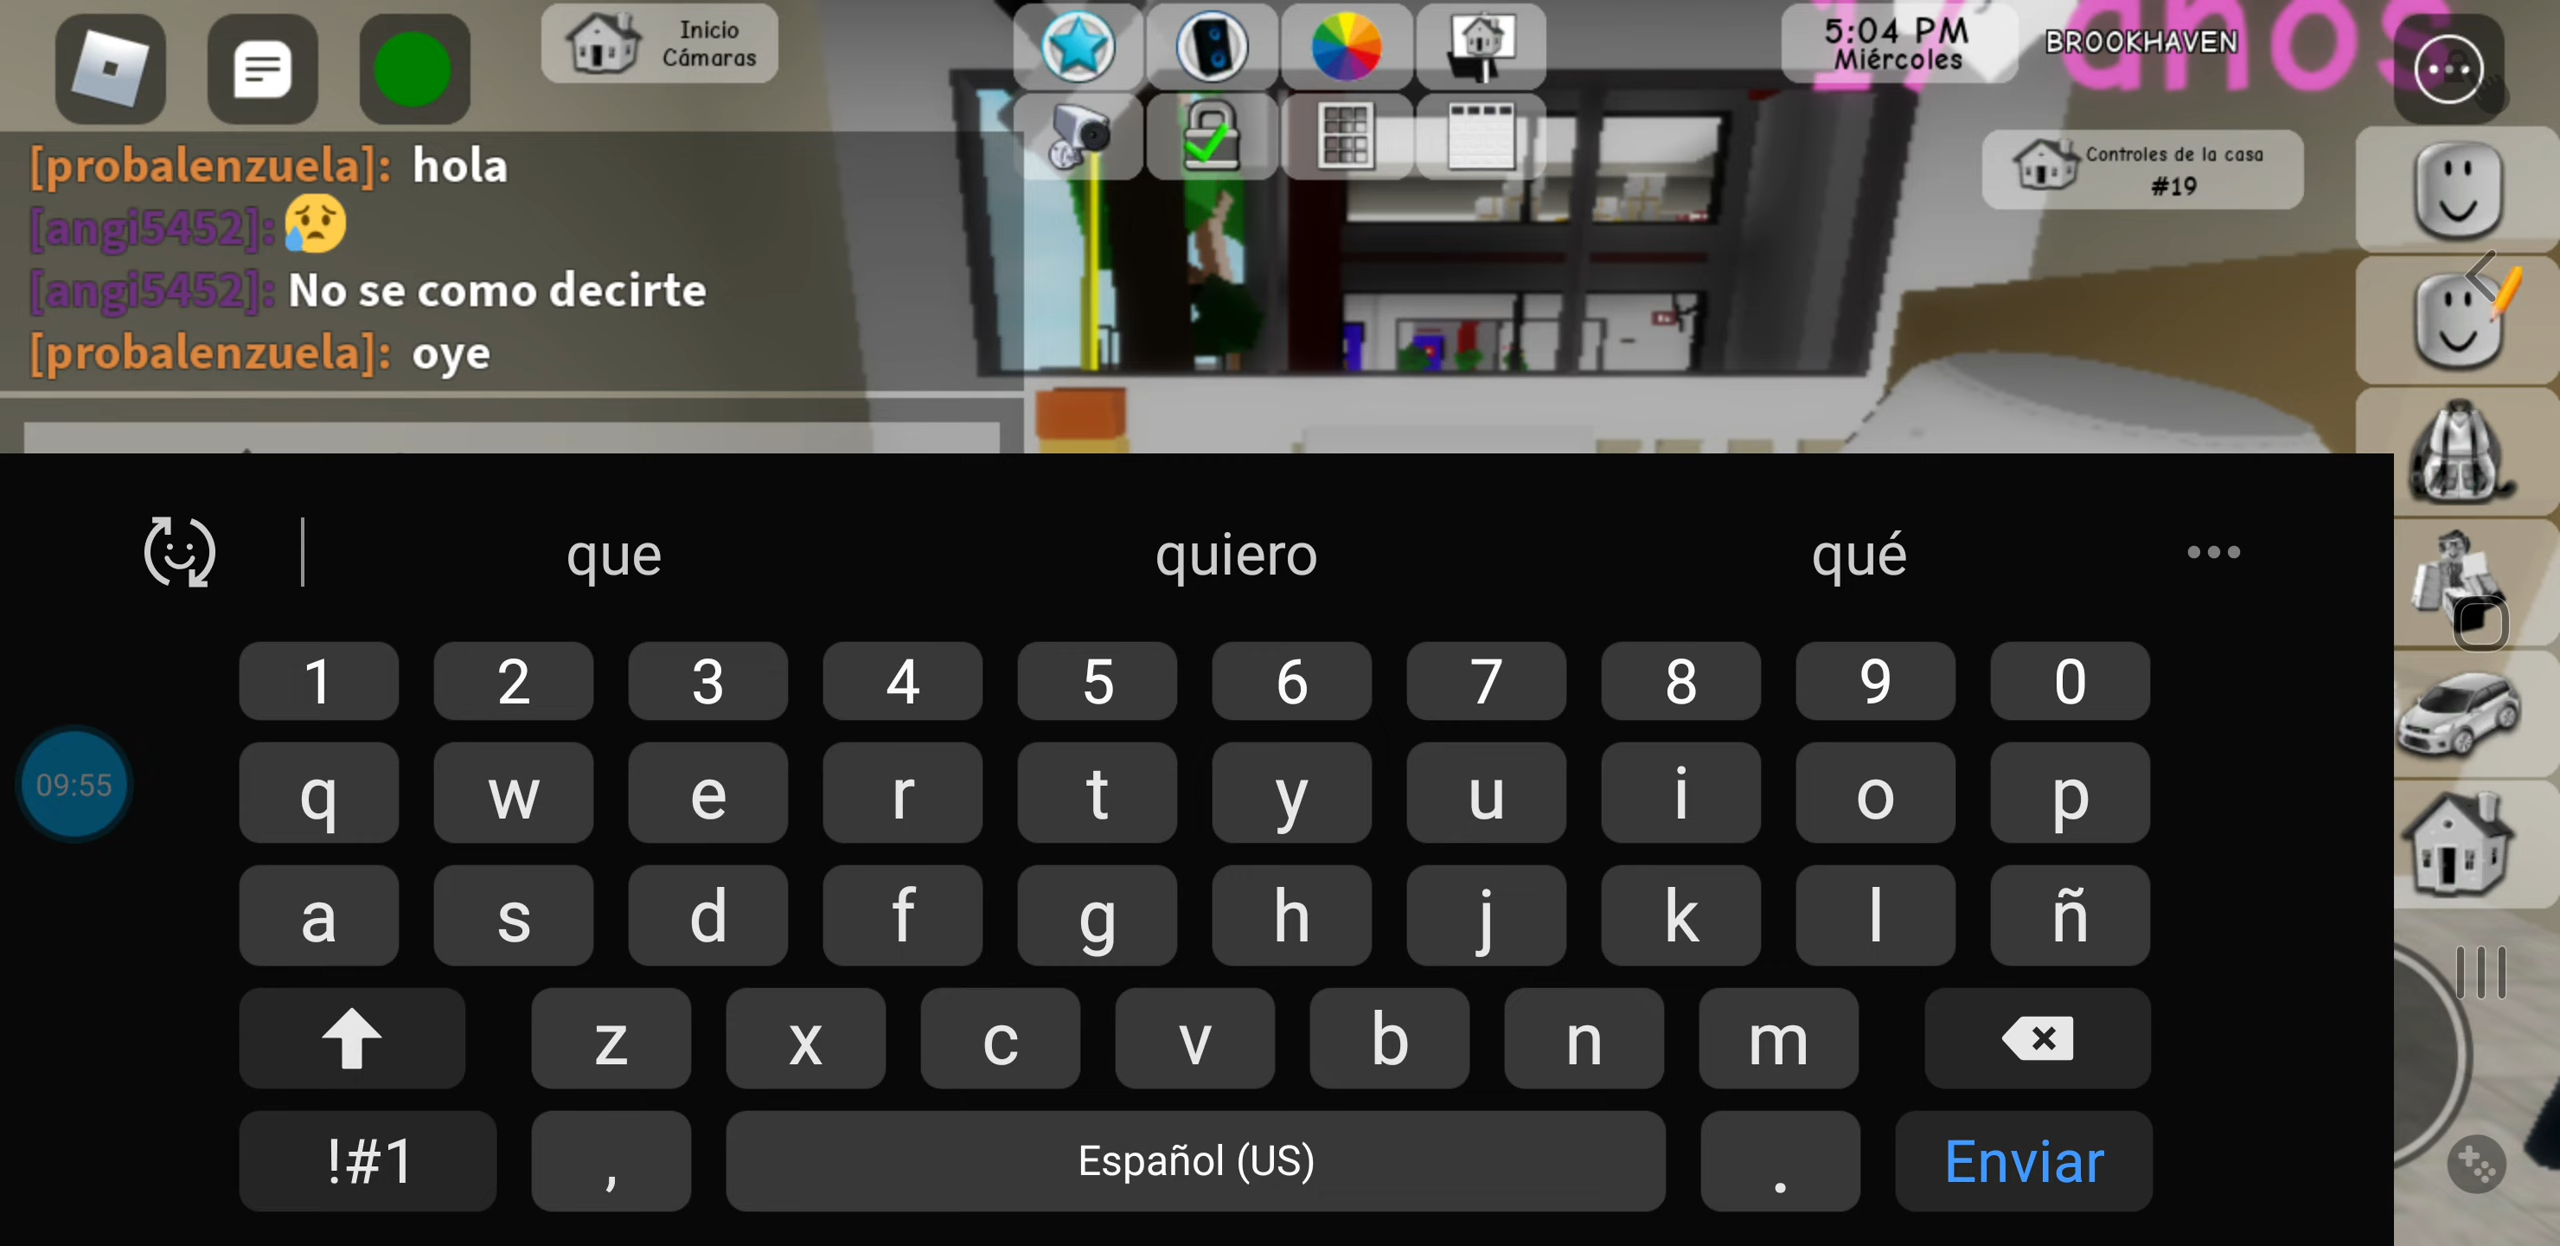 Inicio
Cámaras
5:04 PM
Miércoles
BROOKHAVEN
17 años
Controles de la casa
#19
[probalenzuela]: hola
[angi5452]:😥
[angi5452]: No se como decirte
[probalenzuela]: oye
que quiero qué
1 2 3 4 5 6 7 8 9 0
q w e r t y u i o p
09:55
a s d f g h j k l ñ
z x c v b n m
!#1 , Español (US) . Enviar